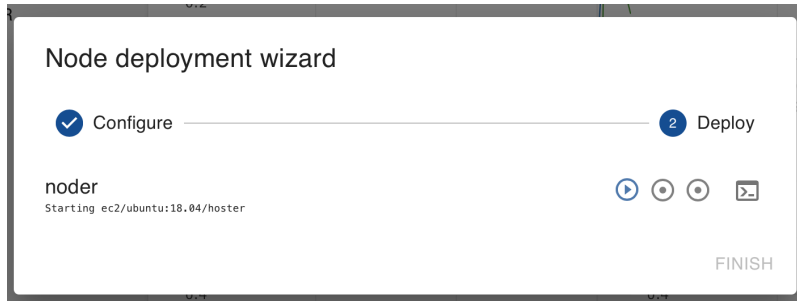 R
Node deployment wizard
Configure
2 Deploy
noder
Starting ec2/ubuntu:18.04/hoster
>_
FINISH